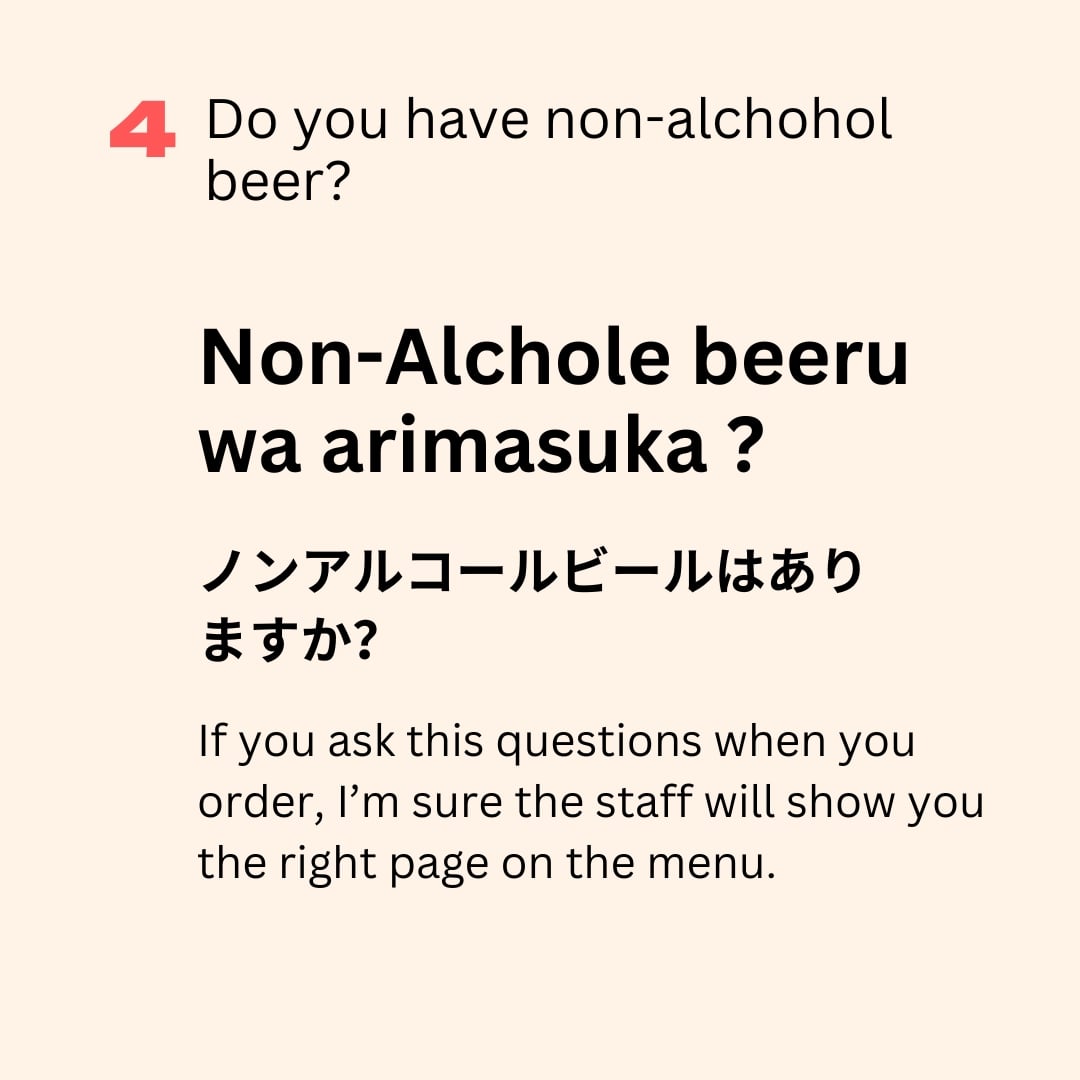 4 Do you have non-alchohol
beer?
Non-Alchole beeru
wa arimasuka ?
ノンアルコールビールはあり
ますか?
If you ask this questions when you
order, I’m sure the staff will show you
the right page on the menu.